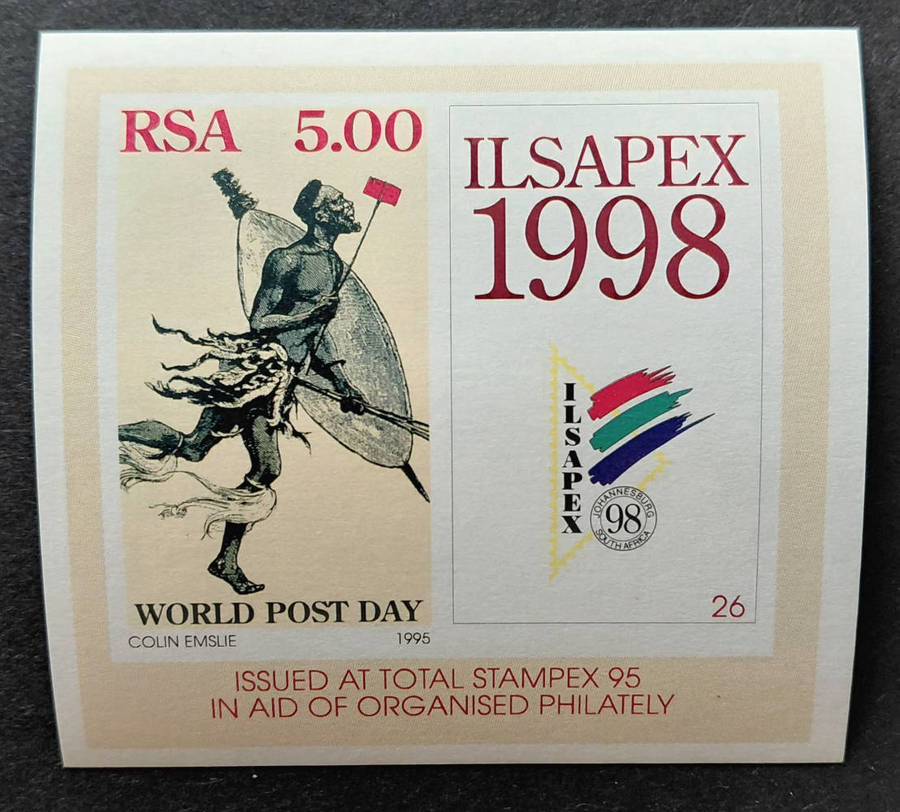 RSA 5.00
WORLD POST DAY
COLIN EMSLIE 1995
ILSAPEX
1998
ILSAPEX
JOHANNESBURG
98
SOUTH AFRICA
26
ISSUED AT TOTAL STAMPEX 95
IN AID OF ORGANISED PHILATELY